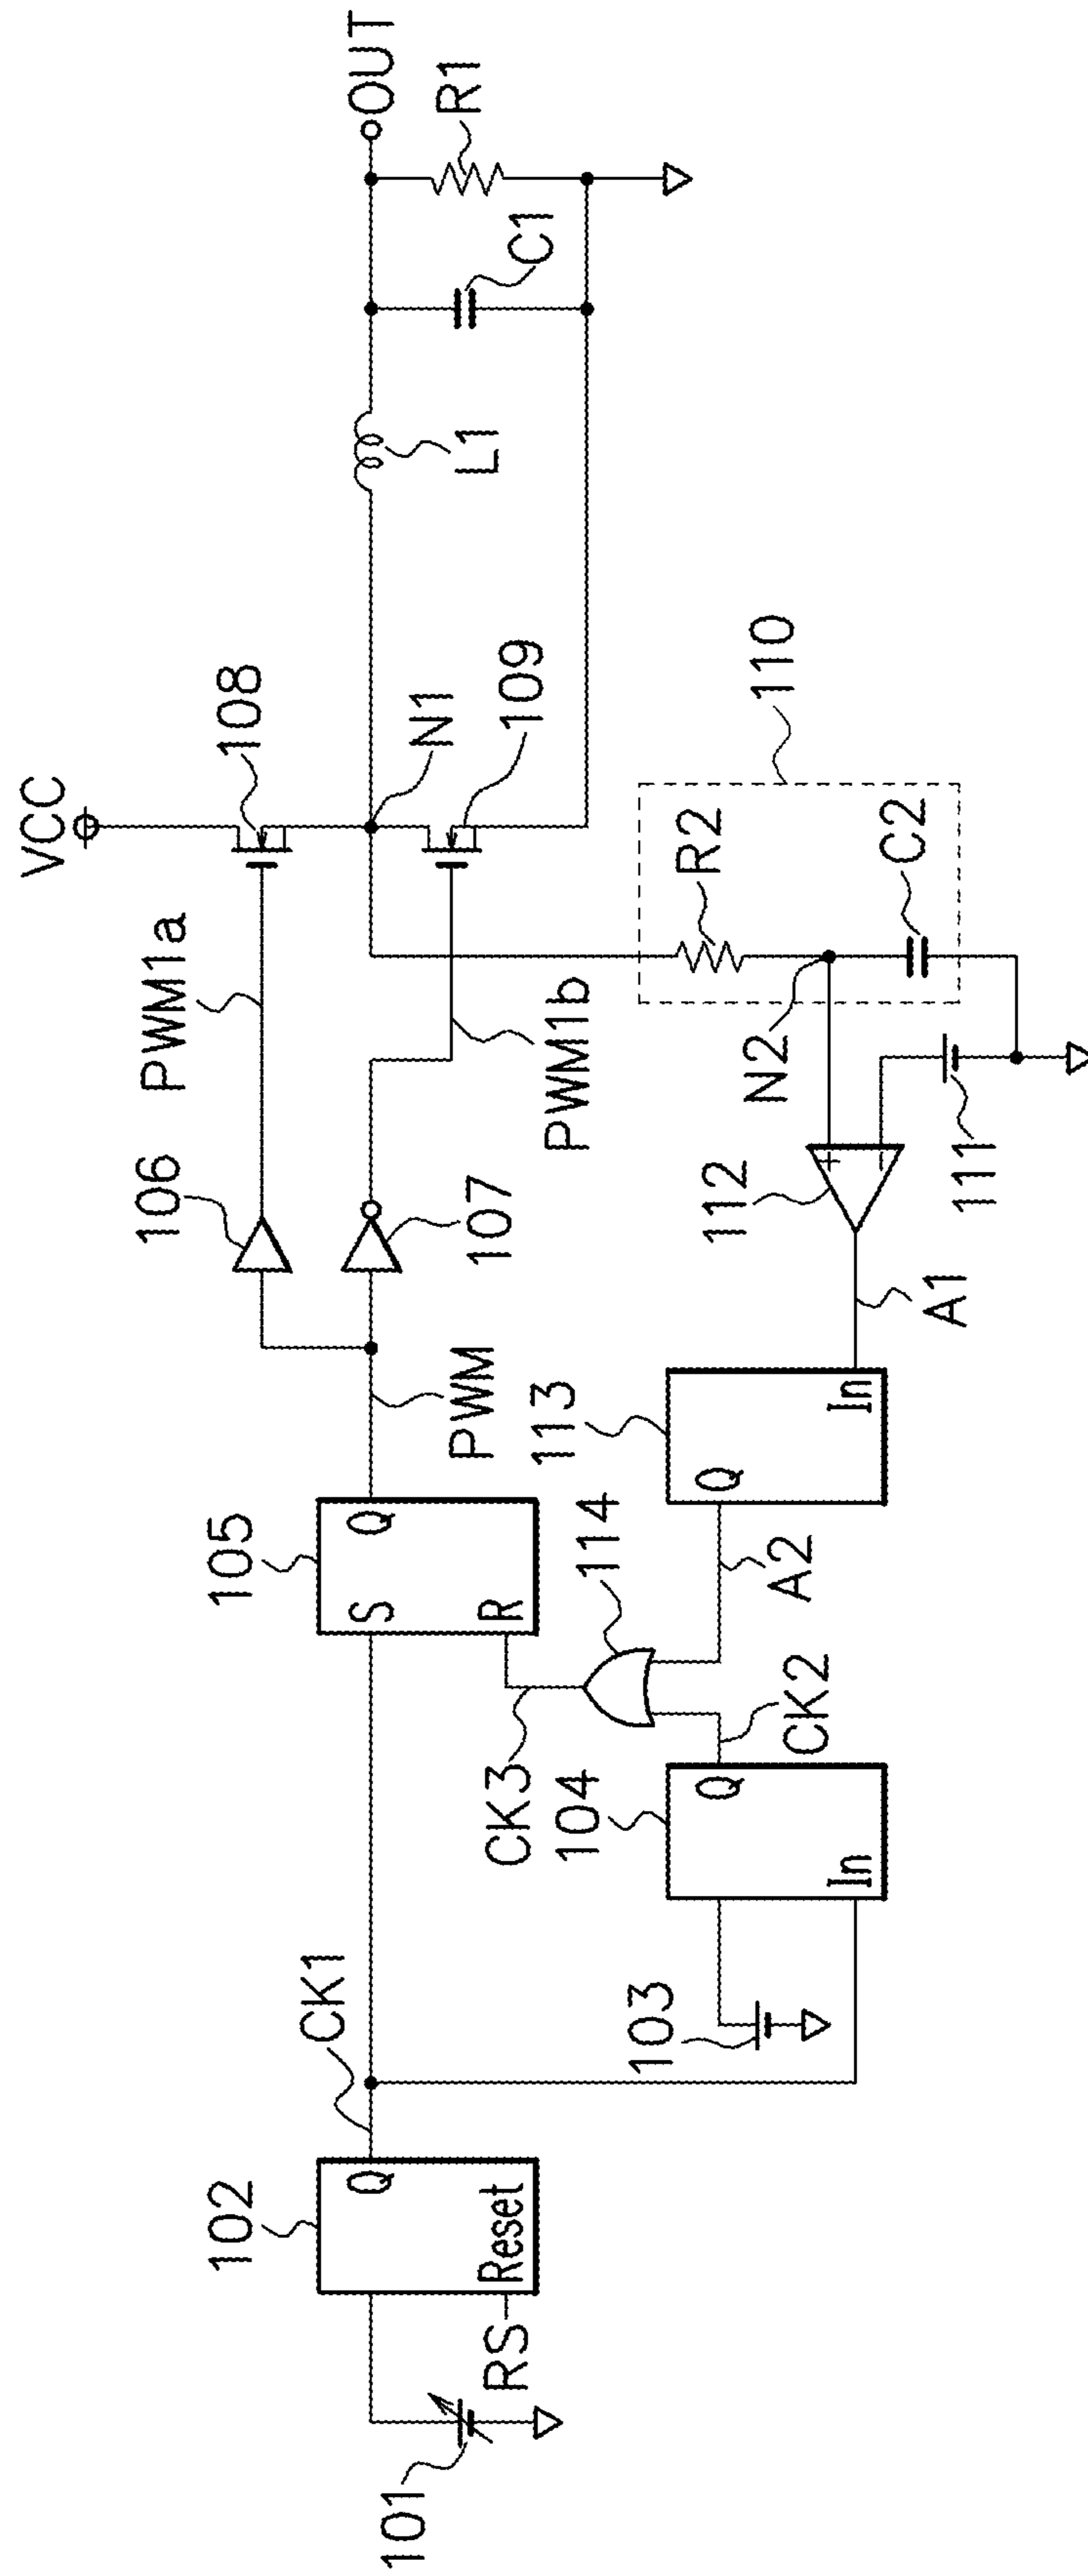 VCC
108
PWM1a
106
OUT
R1
C1
L1
N1
109
PWM1b
107
PWM
105
S
Q
R
CK1
102
Q
Reset
RS
101
110
R2
C2
N2
111
112
+
−
A1
113
Q
In
A2
114
CK3
CK2
104
Q
In
103